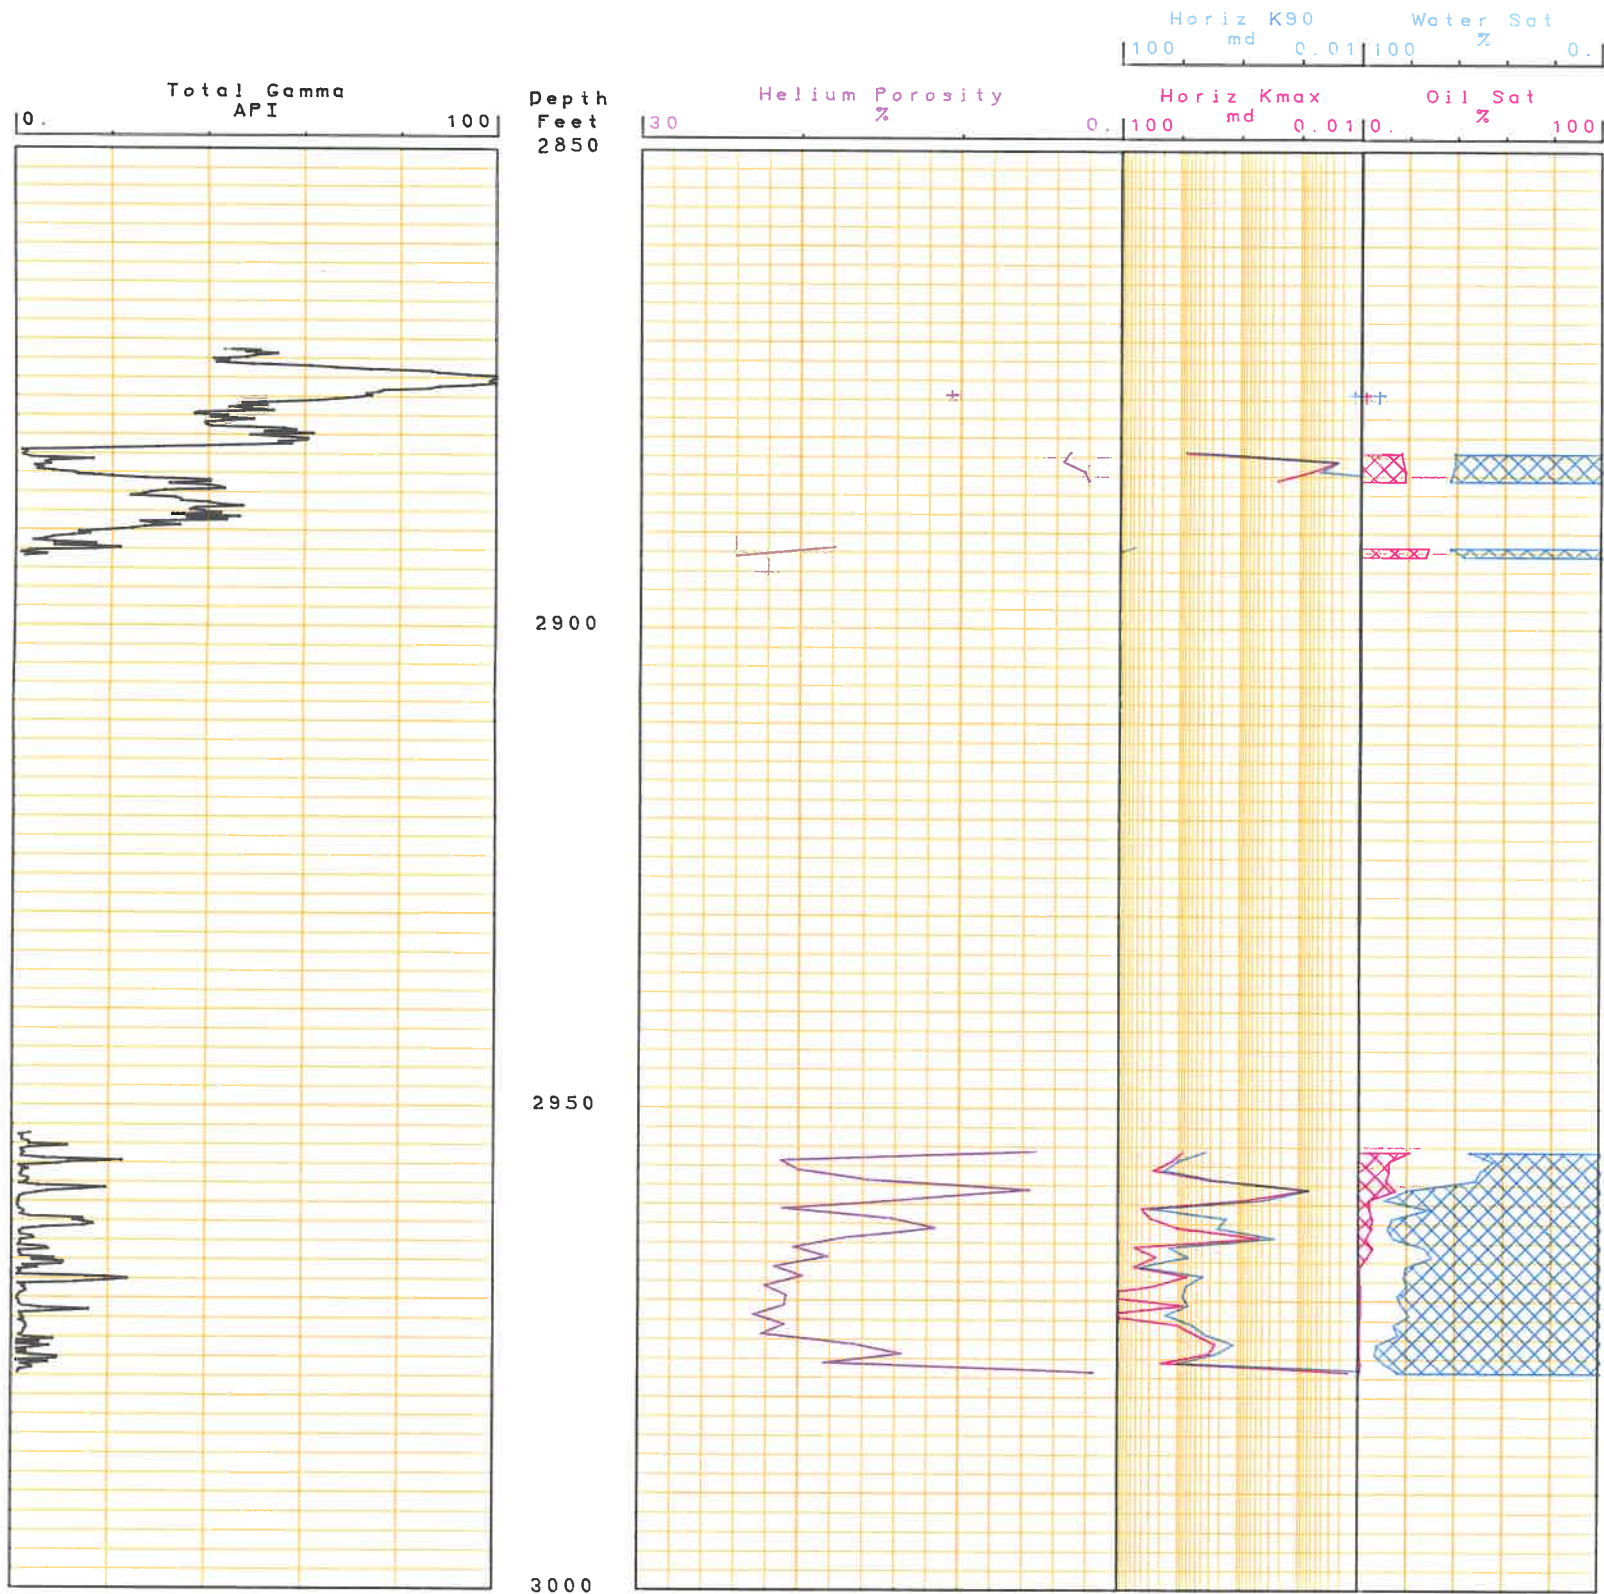 Horiz K90 Water Sat
md %
100 0.01 100 0.
Total Gamma Depth Helium Porosity Horiz Kmax Oil Sat
API Feet % md %
0. 100 30 0. 100 0.01 0. 100
2850
2900
2950
3000